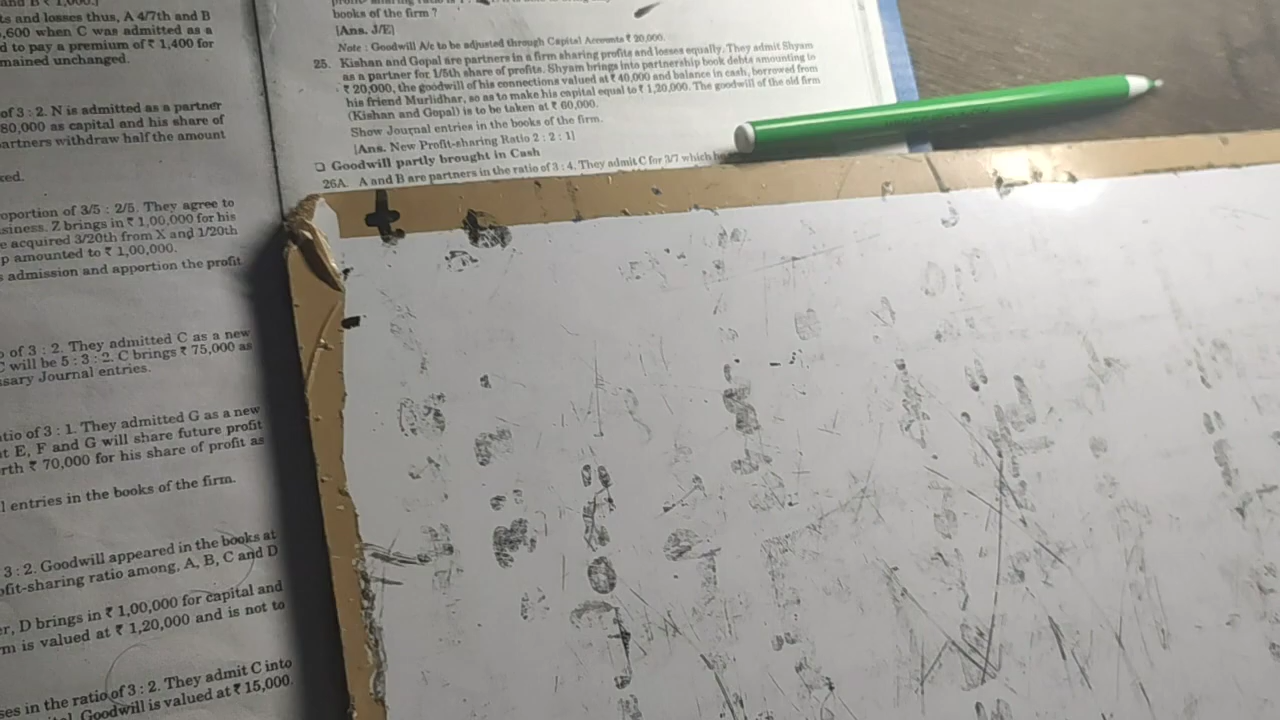 ts and losses thus, A 4/7th and B
,600 when C was admitted as a
d to pay a premium of ₹ 1,400 for
mained unchanged.
of 3 : 2. N is admitted as a partner
80,000 as capital and his share of
artners withdraw half the amount
ked.
oportion of 3/5 : 2/5. They agree to
siness. Z brings in ₹ 1,00,000 for his
e acquired 3/20th from X and 1/20th
p amounted to ₹ 1,00,000.
s admission and apportion the profit
o of 3 : 2. They admitted C as a new
C will be 5 : 3 : 2. C brings ₹ 75,000 as
ssary Journal entries.
atio of 3 : 1. They admitted G as a new
at E, F and G will share future profit
rth ₹ 70,000 for his share of profit as
l entries in the books of the firm.
3 : 2. Goodwill appeared in the books at
ofit-sharing ratio among, A, B, C and D
er, D brings in ₹ 1,00,000 for capital and
m is valued at ₹ 1,20,000 and is not to
ses in the ratio of 3 : 2. They admit C into
Goodwill is valued at ₹ 15,000.
books of the firm ?
[Ans. J/E]
Note : Goodwill A/c to be adjusted through Capital Accounts ₹ 20,000.
25. Kishan and Gopal are partners in a firm sharing profits and losses equally. They admit Shyam
as a partner for 1/5th share of profits. Shyam brings into partnership book debts amounting to
₹ 20,000, the goodwill of his connections valued at ₹ 40,000 and balance in cash, borrowed from
his friend Murlidhar, so as to make his capital equal to ₹ 1,20,000. The goodwill of the old firm
(Kishan and Gopal) is to be taken at ₹ 60,000.
Show Journal entries in the books of the firm.
[Ans. New Profit-sharing Ratio 2 : 2 : 1]
❑ Goodwill partly brought in Cash
26A. A and B are partners in the ratio of 3 : 4. They admit C for 3/7 which